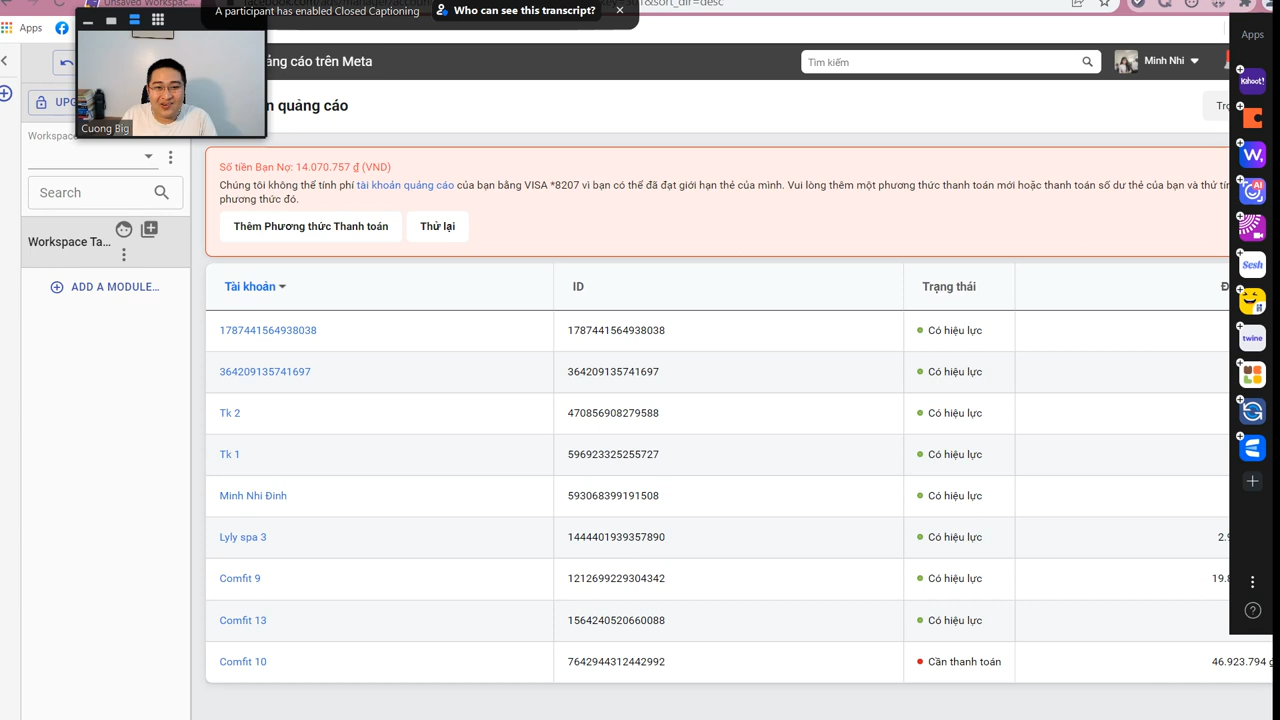 A participant has enabled Closed Captioning
Who can see this transcript?
Apps
Apps
ảng cáo trên Meta
Tìm kiếm
Minh Nhi
UPG
n quảng cáo
Cuong Big
Search
Workspace Ta...
ADD A MODULE...
Số tiền Bạn Nợ: 14.070.757 ₫ (VND)
Chúng tôi không thể tính phí tài khoản quảng cáo của bạn bằng VISA *8207 vì bạn có thể đã đạt giới hạn thẻ của mình. Vui lòng thêm một phương thức thanh toán mới hoặc thanh toán số dư thẻ của bạn và thử
phương thức đó.
Thêm Phương thức Thanh toán Thử lại
Tài khoản ID Trạng thái
1787441564938038 1787441564938038 Có hiệu lực
364209135741697 364209135741697 Có hiệu lực
Tk 2 470856908279588 Có hiệu lực
Tk 1 596923325255727 Có hiệu lực
Minh Nhi Đinh 593068399191508 Có hiệu lực
Lyly spa 3 1444401939357890 Có hiệu lực
Comfit 9 1212699229304342 Có hiệu lực
Comfit 13 1564240520660088 Có hiệu lực
Comfit 10 7642944312442992 Cần thanh toán 46.923.794
Kahoot!
W,
AI
Sesh
twine